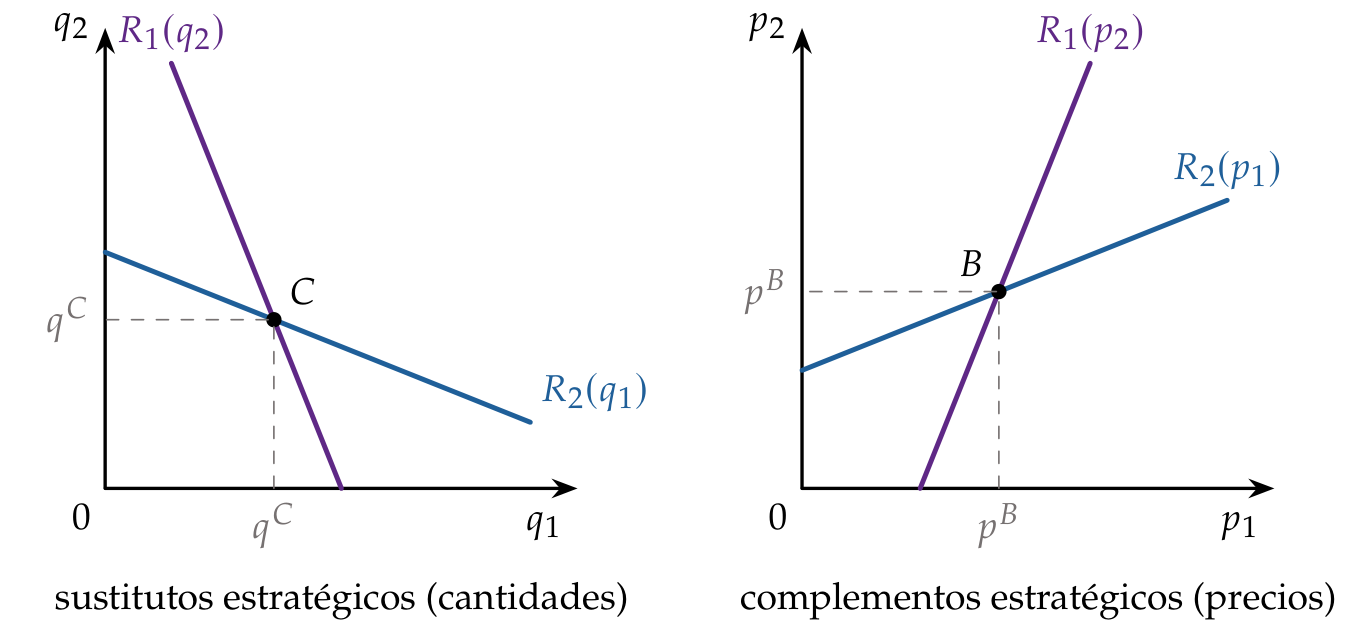 q2
R1(q2)
C
q^C
R2(q1)
0
q^C
q1
sustitutos estratégicos (cantidades)
p2
R1(p2)
R2(p1)
B
p^B
0
p^B
p1
complementos estratégicos (precios)